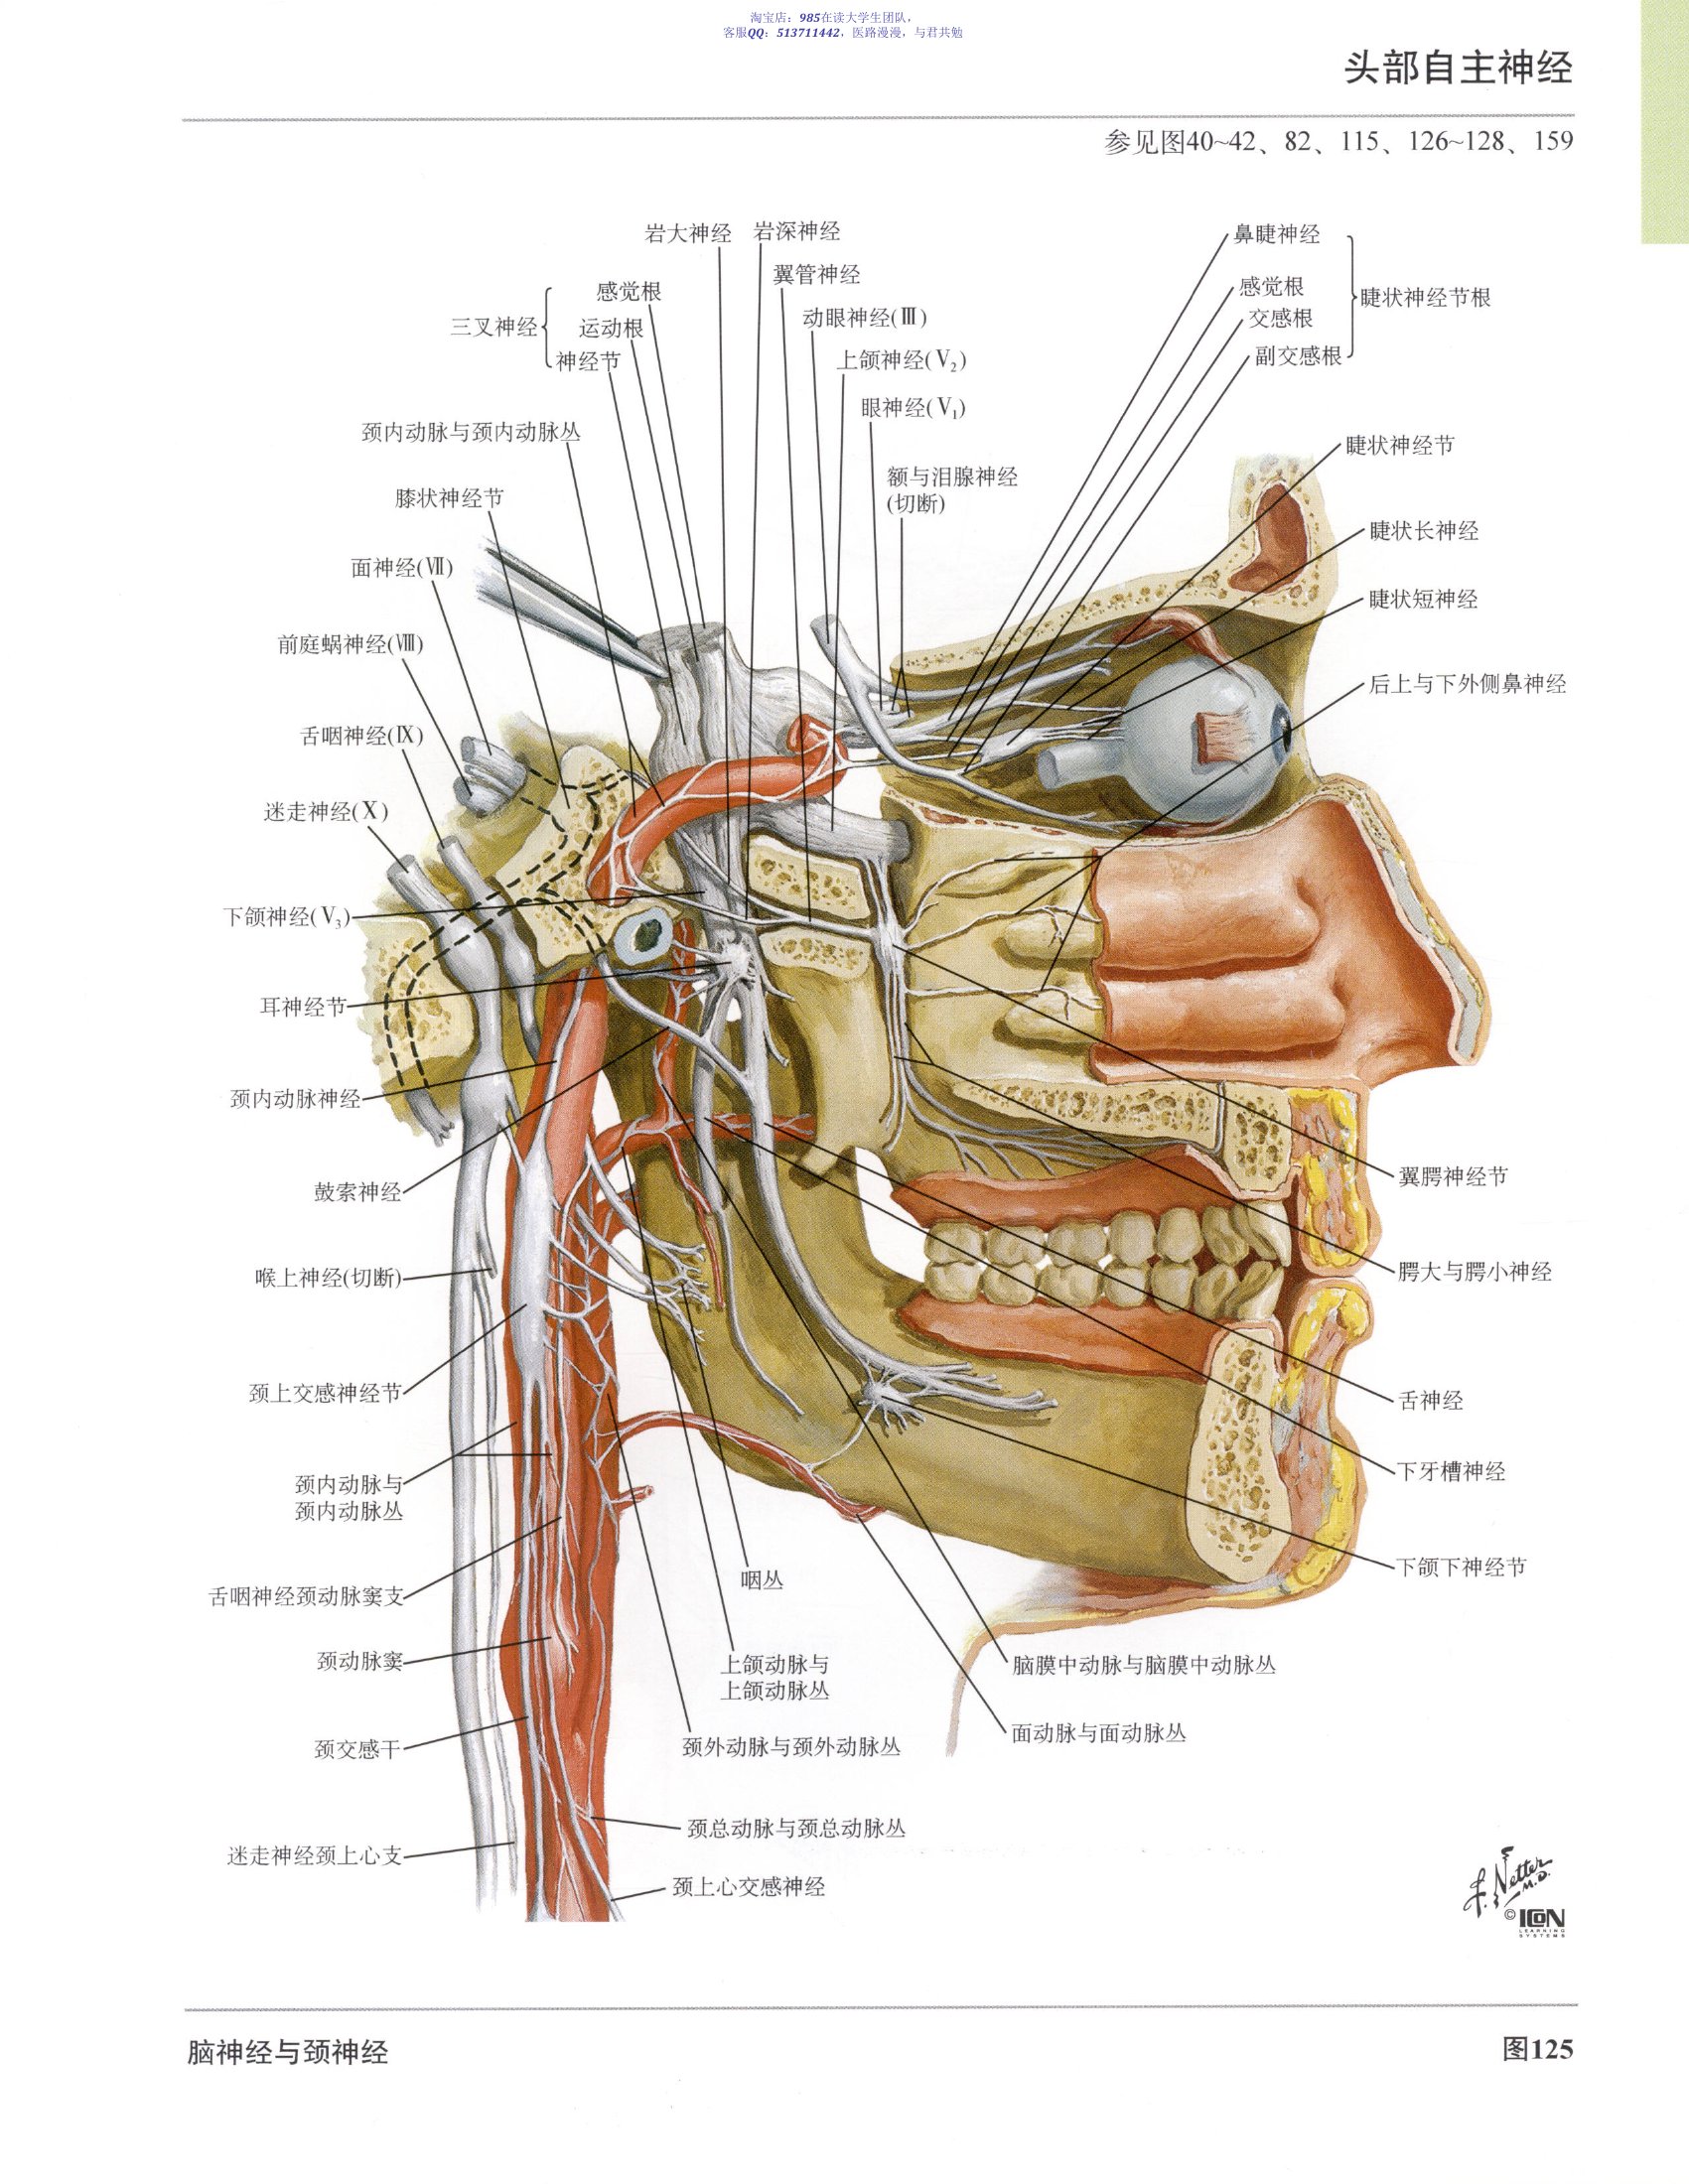 淘宝店：985在读大学生团队，
客服QQ：513711442，医路漫漫，与君共勉
头部自主神经
参见图40~42、82、115、126~128、159
岩大神经
岩深神经
翼管神经
动眼神经(Ⅲ)
上颌神经(V2)
眼神经(V1)
额与泪腺神经
(切断)
三叉神经
感觉根
运动根
神经节
颈内动脉与颈内动脉丛
膝状神经节
面神经(Ⅶ)
前庭蜗神经(Ⅷ)
舌咽神经(Ⅸ)
迷走神经(X)
下颌神经(V3)
耳神经节
颈内动脉神经
鼓索神经
喉上神经(切断)
颈上交感神经节
颈内动脉与
颈内动脉丛
舌咽神经颈动脉窦支
颈动脉窦
颈交感干
迷走神经颈上心支
鼻睫神经
感觉根
交感根
副交感根
睫状神经节根
睫状神经节
睫状长神经
睫状短神经
后上与下外侧鼻神经
翼腭神经节
腭大与腭小神经
舌神经
下牙槽神经
下颌下神经节
咽丛
上颌动脉与
上颌动脉丛
颈外动脉与颈外动脉丛
脑膜中动脉与脑膜中动脉丛
面动脉与面动脉丛
颈总动脉与颈总动脉丛
颈上心交感神经
F. Netter
M.D.
© ICON
LEARNING
SYSTEMS
脑神经与颈神经
图125